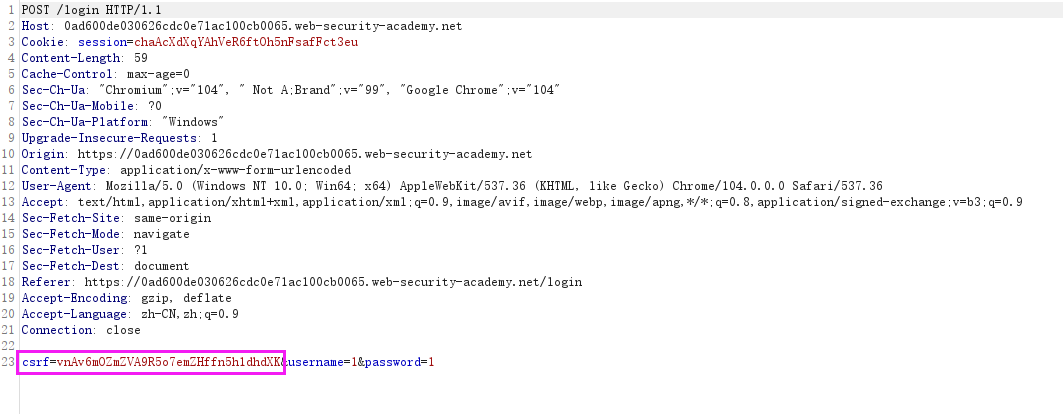 1 POST /login HTTP/1.1
2 Host: 0ad600de030626cdc0e71ac100cb0065.web-security-academy.net
3 Cookie: session=chaAcXdXqYAhVeR6ftOh5nFsafFct3eu
4 Content-Length: 59
5 Cache-Control: max-age=0
6 Sec-Ch-Ua: "Chromium";v="104", " Not A;Brand";v="99", "Google Chrome";v="104"
7 Sec-Ch-Ua-Mobile: ?0
8 Sec-Ch-Ua-Platform: "Windows"
9 Upgrade-Insecure-Requests: 1
10 Origin: https://0ad600de030626cdc0e71ac100cb0065.web-security-academy.net
11 Content-Type: application/x-www-form-urlencoded
12 User-Agent: Mozilla/5.0 (Windows NT 10.0; Win64; x64) AppleWebKit/537.36 (KHTML, like Gecko) Chrome/104.0.0.0 Safari/537.36
13 Accept: text/html,application/xhtml+xml,application/xml;q=0.9,image/avif,image/webp,image/apng,*/*;q=0.8,application/signed-exchange;v=b3;q=0.9
14 Sec-Fetch-Site: same-origin
15 Sec-Fetch-Mode: navigate
16 Sec-Fetch-User: ?1
17 Sec-Fetch-Dest: document
18 Referer: https://0ad600de030626cdc0e71ac100cb0065.web-security-academy.net/login
19 Accept-Encoding: gzip, deflate
20 Accept-Language: zh-CN,zh;q=0.9
21 Connection: close
22
23 csrf=vnAv6mOZmZVA9R5o7emZHffn5h1dhdXK&username=1&password=1